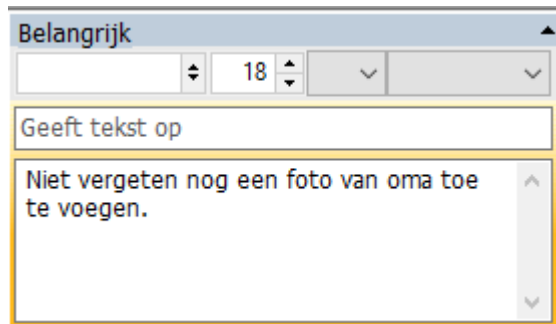 Belangrijk
18
Geeft tekst op
Niet vergeten nog een foto van oma toe
te voegen.